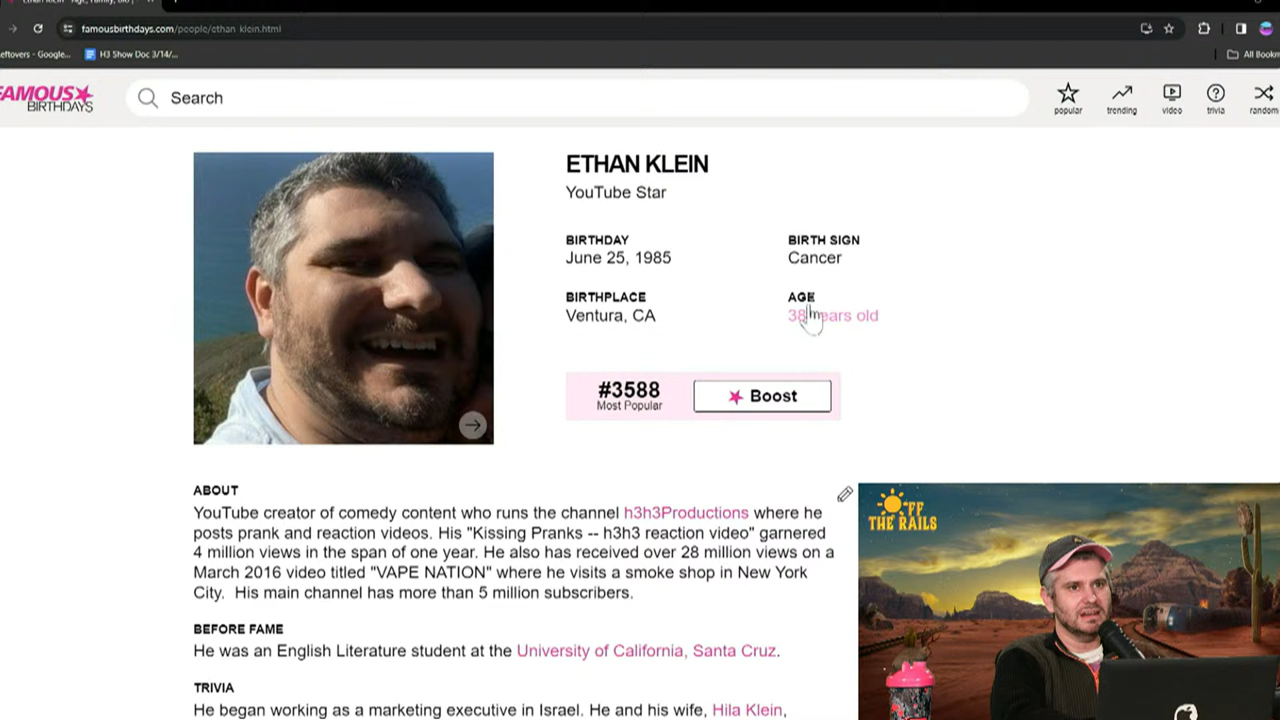 famousbirthdays.com/people/ethan klein.html
eftovers - Google...
H3 Show Doc 3/14/...
All Bookm
FAMOUS
BIRTHDAYS
Search
popular
trending
video
trivia
random
ETHAN KLEIN
YouTube Star
BIRTHDAY
BIRTH SIGN
June 25, 1985
Cancer
BIRTHPLACE
AGE
Ventura, CA
38 years old
#3588
Most Popular
Boost
ABOUT
YouTube creator of comedy content who runs the channel h3h3Productions where he
posts prank and reaction videos. His "Kissing Pranks -- h3h3 reaction video" garnered
4 million views in the span of one year. He also has received over 28 million views on a
March 2016 video titled "VAPE NATION" where he visits a smoke shop in New York
City. His main channel has more than 5 million subscribers.
OFF
THE RAILS
BEFORE FAME
He was an English Literature student at the University of California, Santa Cruz.
TRIVIA
He began working as a marketing executive in Israel. He and his wife, Hila Klein,